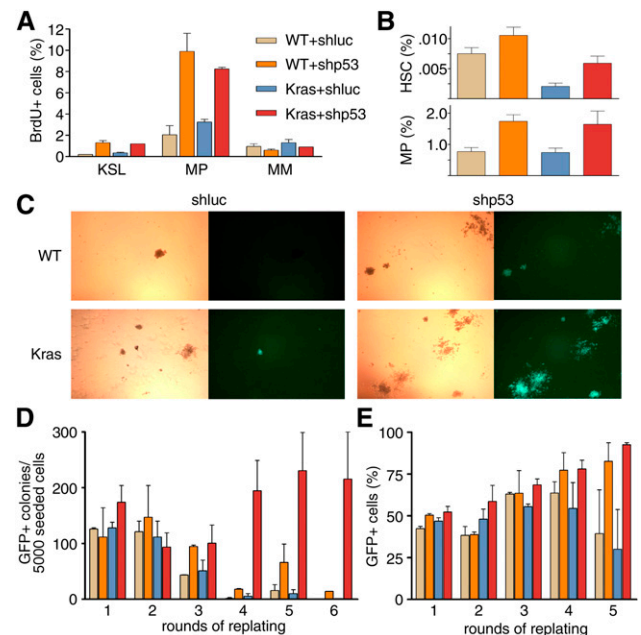 A
BrdU+ cells (%)
12
10
8
6
4
2
0
KSL MP MM
WT+shluc
WT+shp53
Kras+shluc
Kras+shp53
B
HSC (%)
.010
.005
MP (%)
2.0
1.0
C
shluc shp53
WT
Kras
D
GFP+ colonies/
5000 seeded cells
300
200
100
0
1 2 3 4 5 6
rounds of replating
E
GFP+ cells (%)
100
75
50
25
0
1 2 3 4 5
rounds of replating